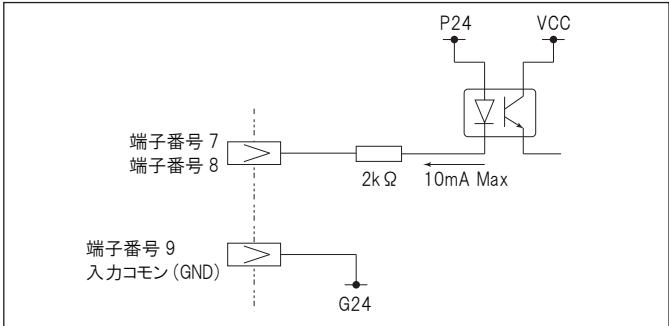 P24
VCC
端子番号 7
端子番号 8
2kΩ
10mA Max
端子番号 9
入力コモン (GND)
G24